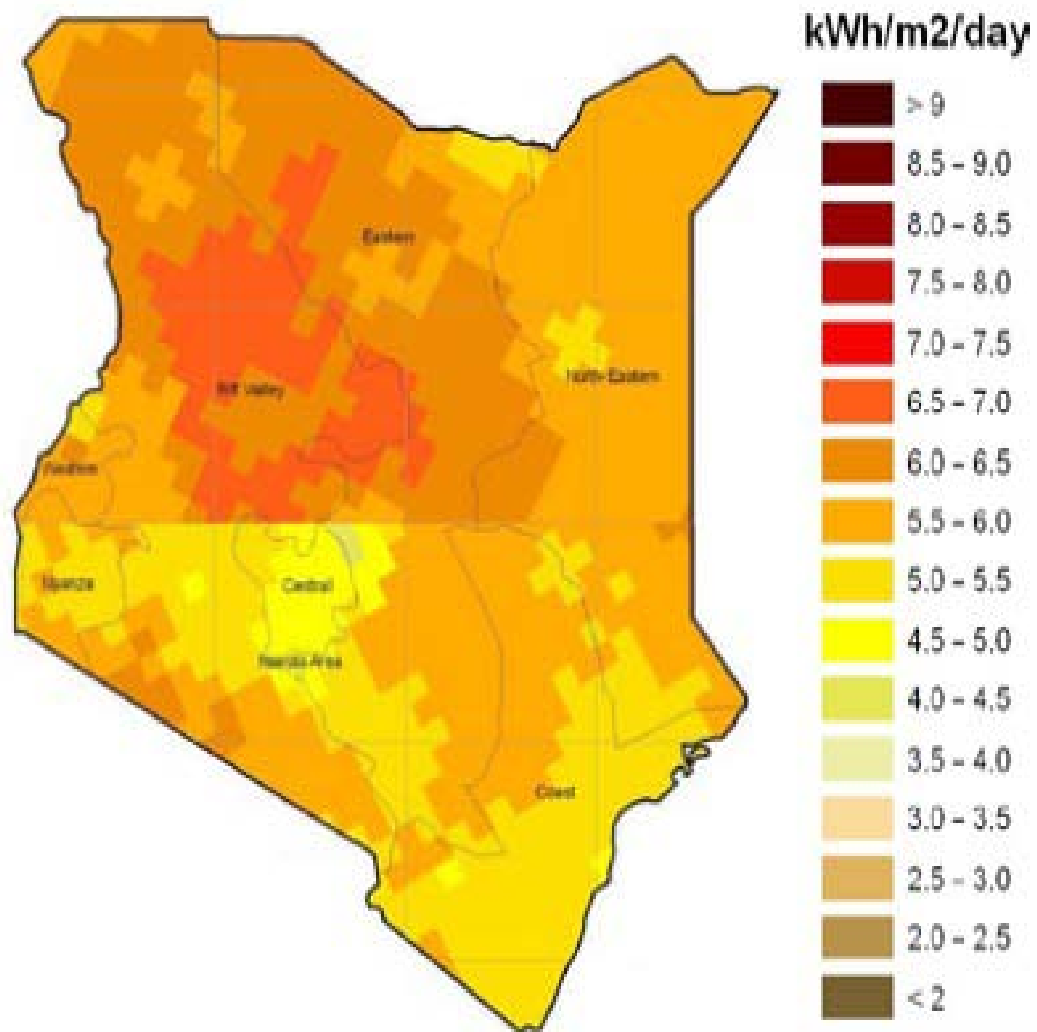 kWh/m2/day
> 9
8.5 – 9.0
8.0 – 8.5
7.5 – 8.0
7.0 – 7.5
6.5 – 7.0
6.0 – 6.5
5.5 – 6.0
5.0 – 5.5
4.5 – 5.0
4.0 – 4.5
3.5 – 4.0
3.0 – 3.5
2.5 – 3.0
2.0 – 2.5
< 2
Eastern
North-Eastern
Rift Valley
Western
Nyanza
Central
Nairobi Area
Coast